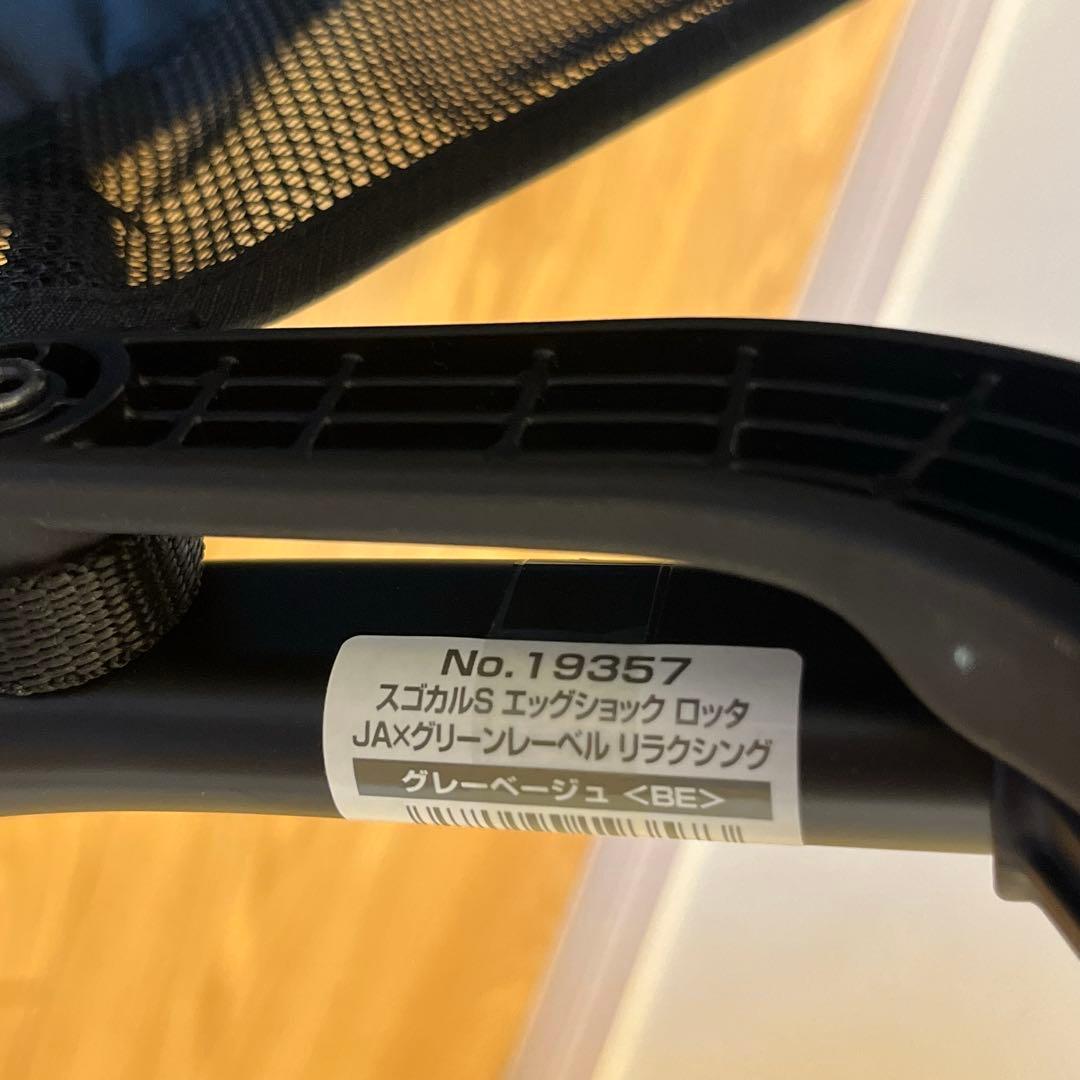 No.19357
スゴカルS エッグショック ロッタ
JA×グリーンレーベル リラクシング
グレーベージュ <BE>